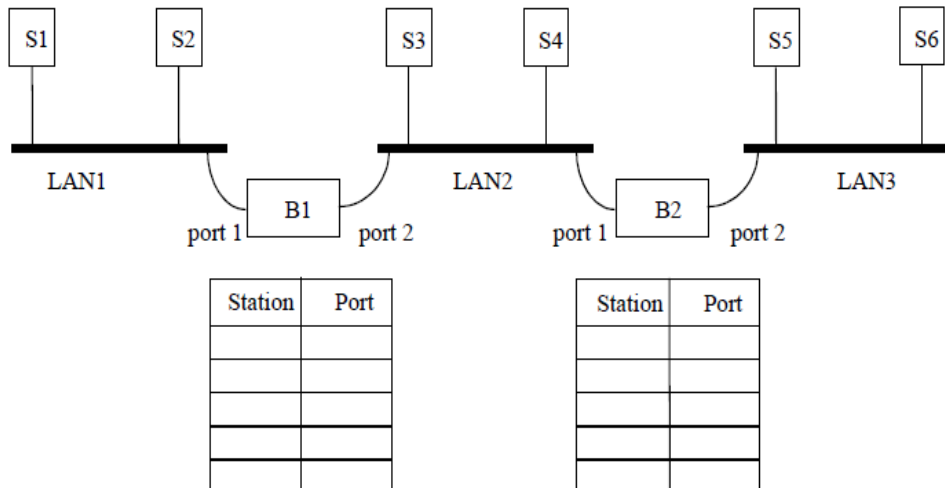 S1 S2 S3 S4 S5 S6
LAN1 LAN2 LAN3
B1 B2
port 1 port 2 port 1 port 2
Station Port Station Port